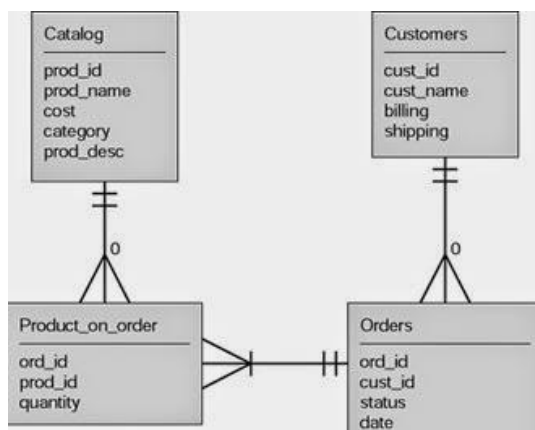 Catalog
prod_id
prod_name
cost
category
prod_desc
Customers
cust_id
cust_name
billing
shipping
0
0
Product_on_order
ord_id
prod_id
quantity
Orders
ord_id
cust_id
status
date